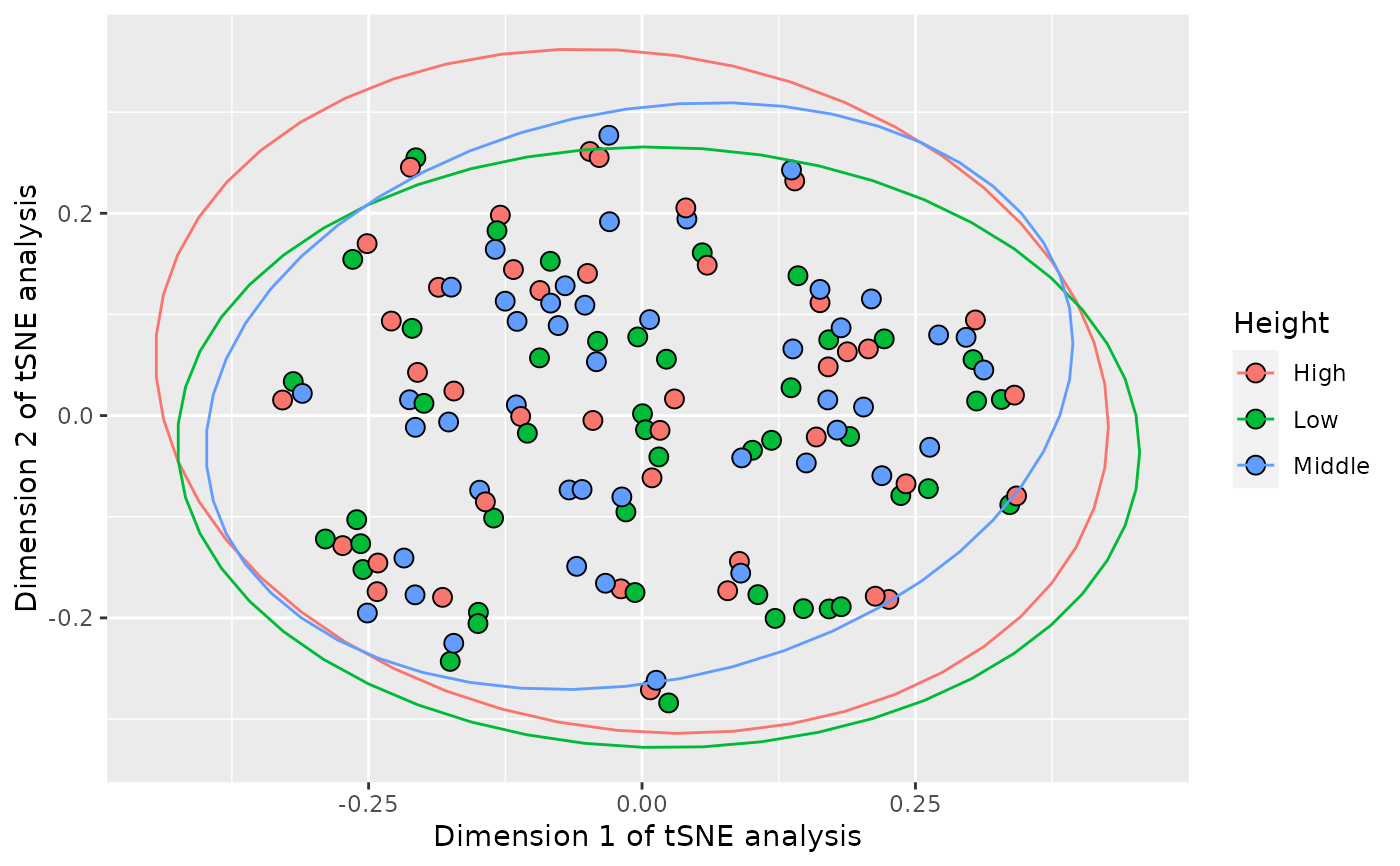 Dimension 2 of tSNE analysis
0.2
0.0
-0.2
-0.25
0.00
0.25
Dimension 1 of tSNE analysis
Height
High
Low
Middle